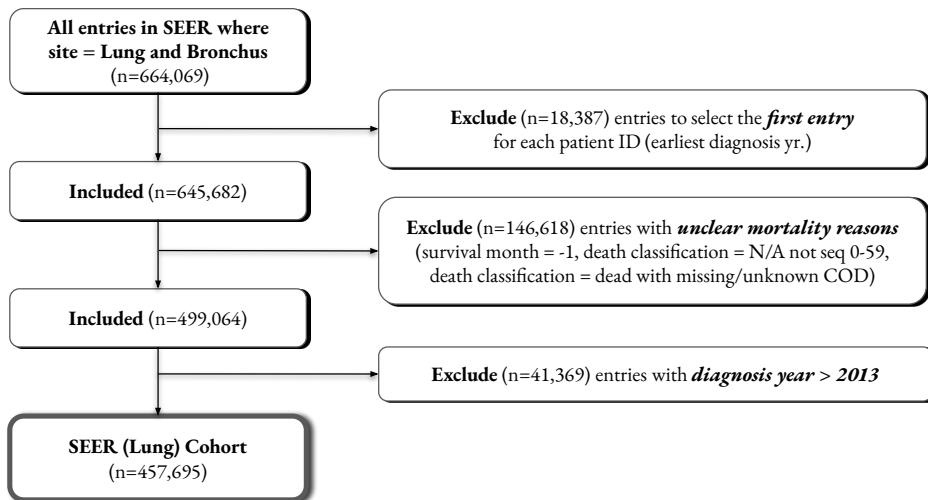 All entries in SEER where
site = Lung and Bronchus
(n=664,069)
Exclude (n=18,387) entries to select the first entry
for each patient ID (earliest diagnosis yr.)
Included (n=645,682)
Exclude (n=146,618) entries with unclear mortality reasons
(survival month = -1, death classification = N/A not seq 0-59,
death classification = dead with missing/unknown COD)
Included (n=499,064)
Exclude (n=41,369) entries with diagnosis year > 2013
SEER (Lung) Cohort
(n=457,695)